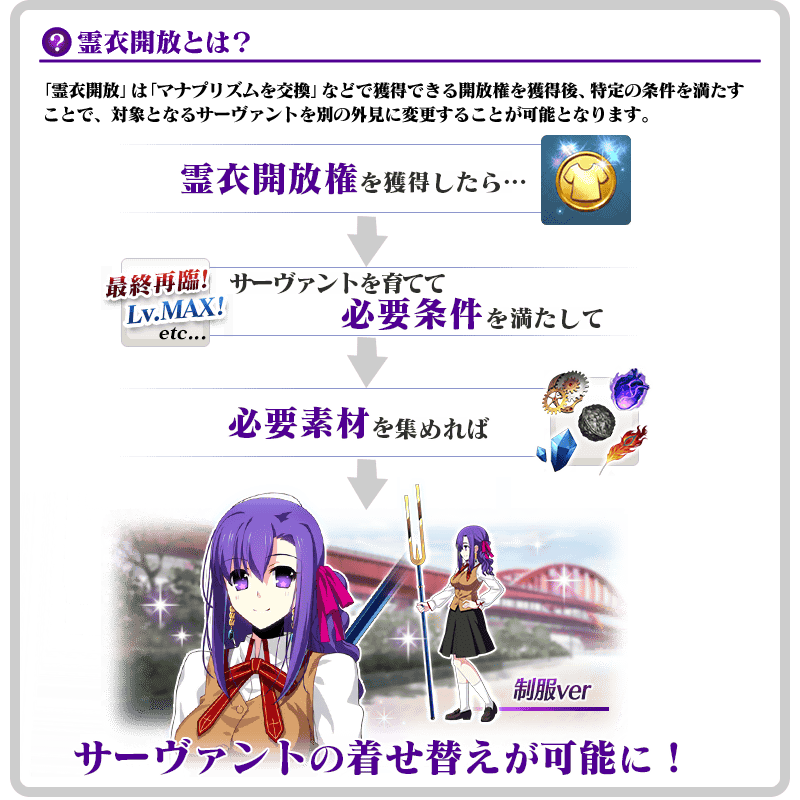 ? 霊衣開放とは?
「霊衣開放」は「マナプリズムを交換」などで獲得できる開放権を獲得後、特定の条件を満たす
ことで、対象となるサーヴァントを別の外見に変更することが可能となります。
霊衣開放権を獲得したら…
最終再臨!
Lv.MAX!
etc...
サーヴァントを育てて
必要条件を満たして
必要素材を集めれば
制服ver
サーヴァントの着せ替えが可能に!